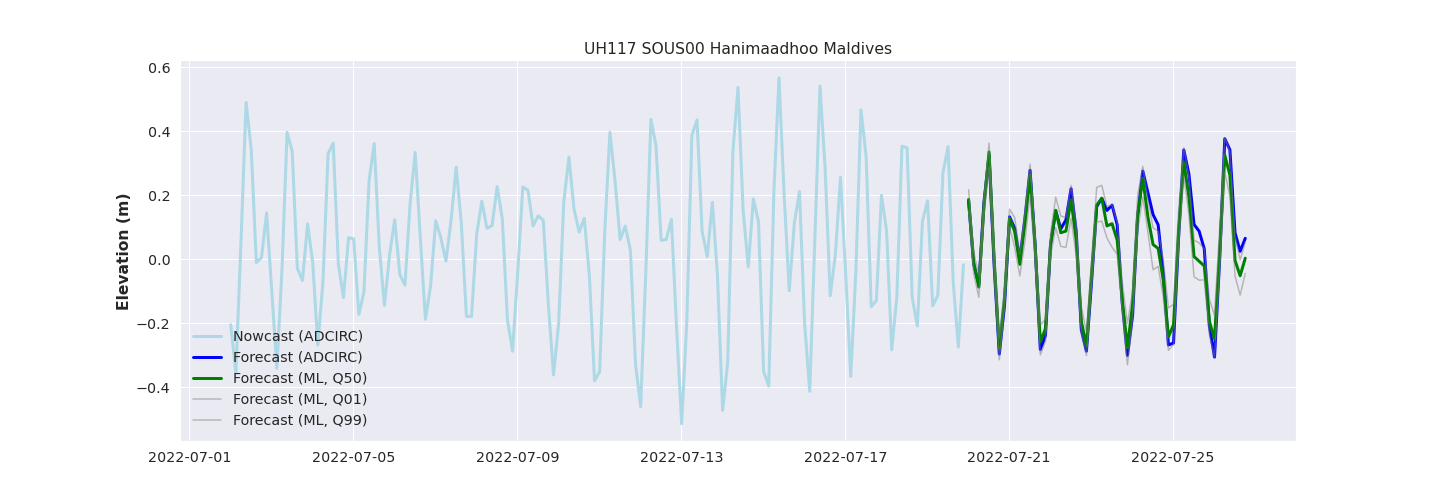 UH117 SOUS00 Hanimaadhoo Maldives
0.6
0.4
0.2
0.0
−0.2
−0.4
Elevation (m)
Nowcast (ADCIRC)
Forecast (ADCIRC)
Forecast (ML, Q50)
Forecast (ML, Q01)
Forecast (ML, Q99)
2022-07-01 2022-07-05 2022-07-09 2022-07-13 2022-07-17 2022-07-21 2022-07-25